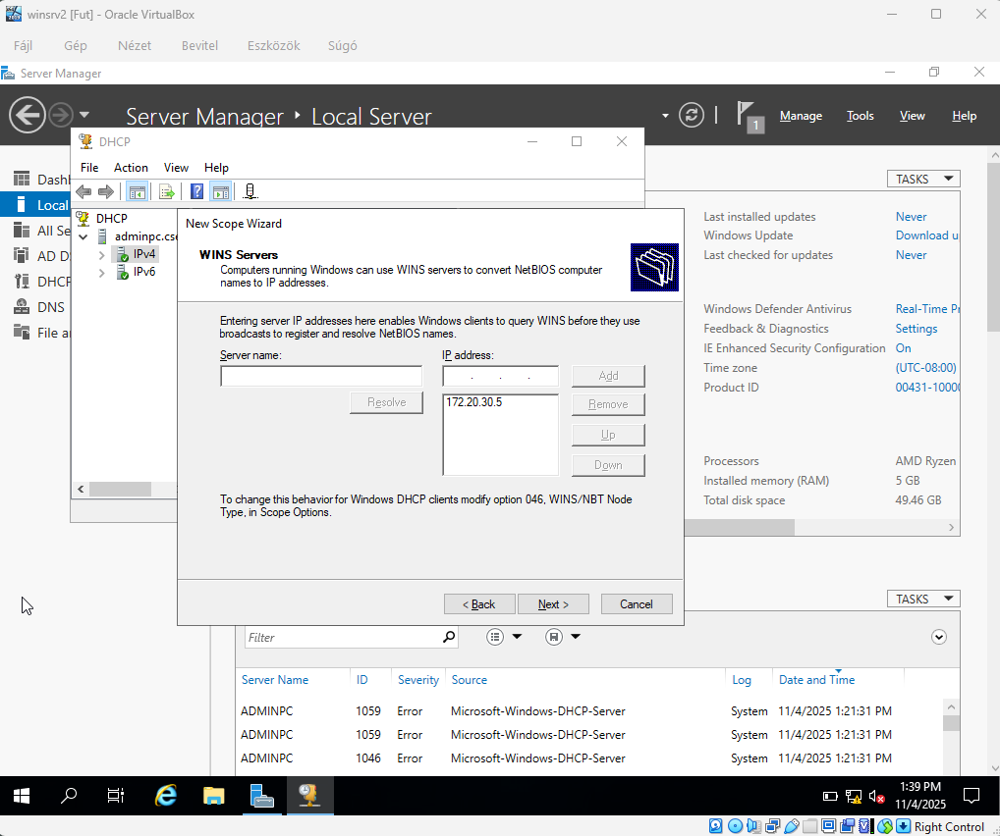 winsrv2 [Fut] - Oracle VirtualBox
Fájl Gép Nézet Bevitel Eszközök Súgó
Server Manager
Server Manager ‣ Local Server
1
Manage Tools View Help
DHCP
File Action View Help
DHCP
adminpc.cse
IPv4
IPv6
Dashl
Local
All Se
AD D
DHCP
DNS
File ar
New Scope Wizard
WINS Servers
Computers running Windows can use WINS servers to convert NetBIOS computer
names to IP addresses.
Entering server IP addresses here enables Windows clients to query WINS before they use
broadcasts to register and resolve NetBIOS names.
Server name: IP address:
. . . Add
Resolve 172.20.30.5 Remove
Up
Down
To change this behavior for Windows DHCP clients modify option 046, WINS/NBT Node
Type, in Scope Options.
< Back Next > Cancel
TASKS
Last installed updates Never
Windows Update Download u
Last checked for updates Never
Windows Defender Antivirus Real-Time Pr
Feedback & Diagnostics Settings
IE Enhanced Security Configuration On
Time zone (UTC-08:00)
Product ID 00431-1000
Processors AMD Ryzen
Installed memory (RAM) 5 GB
Total disk space 49.46 GB
TASKS
Filter
Server Name ID Severity Source Log Date and Time
ADMINPC 1059 Error Microsoft-Windows-DHCP-Server System 11/4/2025 1:21:31 PM
ADMINPC 1059 Error Microsoft-Windows-DHCP-Server System 11/4/2025 1:21:31 PM
ADMINPC 1046 Error Microsoft-Windows-DHCP-Server System 11/4/2025 1:21:31 PM
1:39 PM
11/4/2025
Right Control